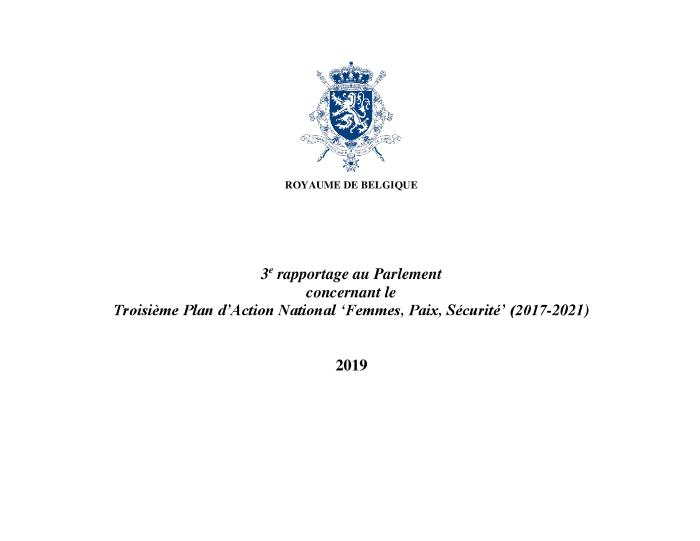 ROYAUME DE BELGIQUE
3e rapportage au Parlement
concernant le
Troisième Plan d'Action National 'Femmes, Paix, Sécurité' (2017-2021)
2019